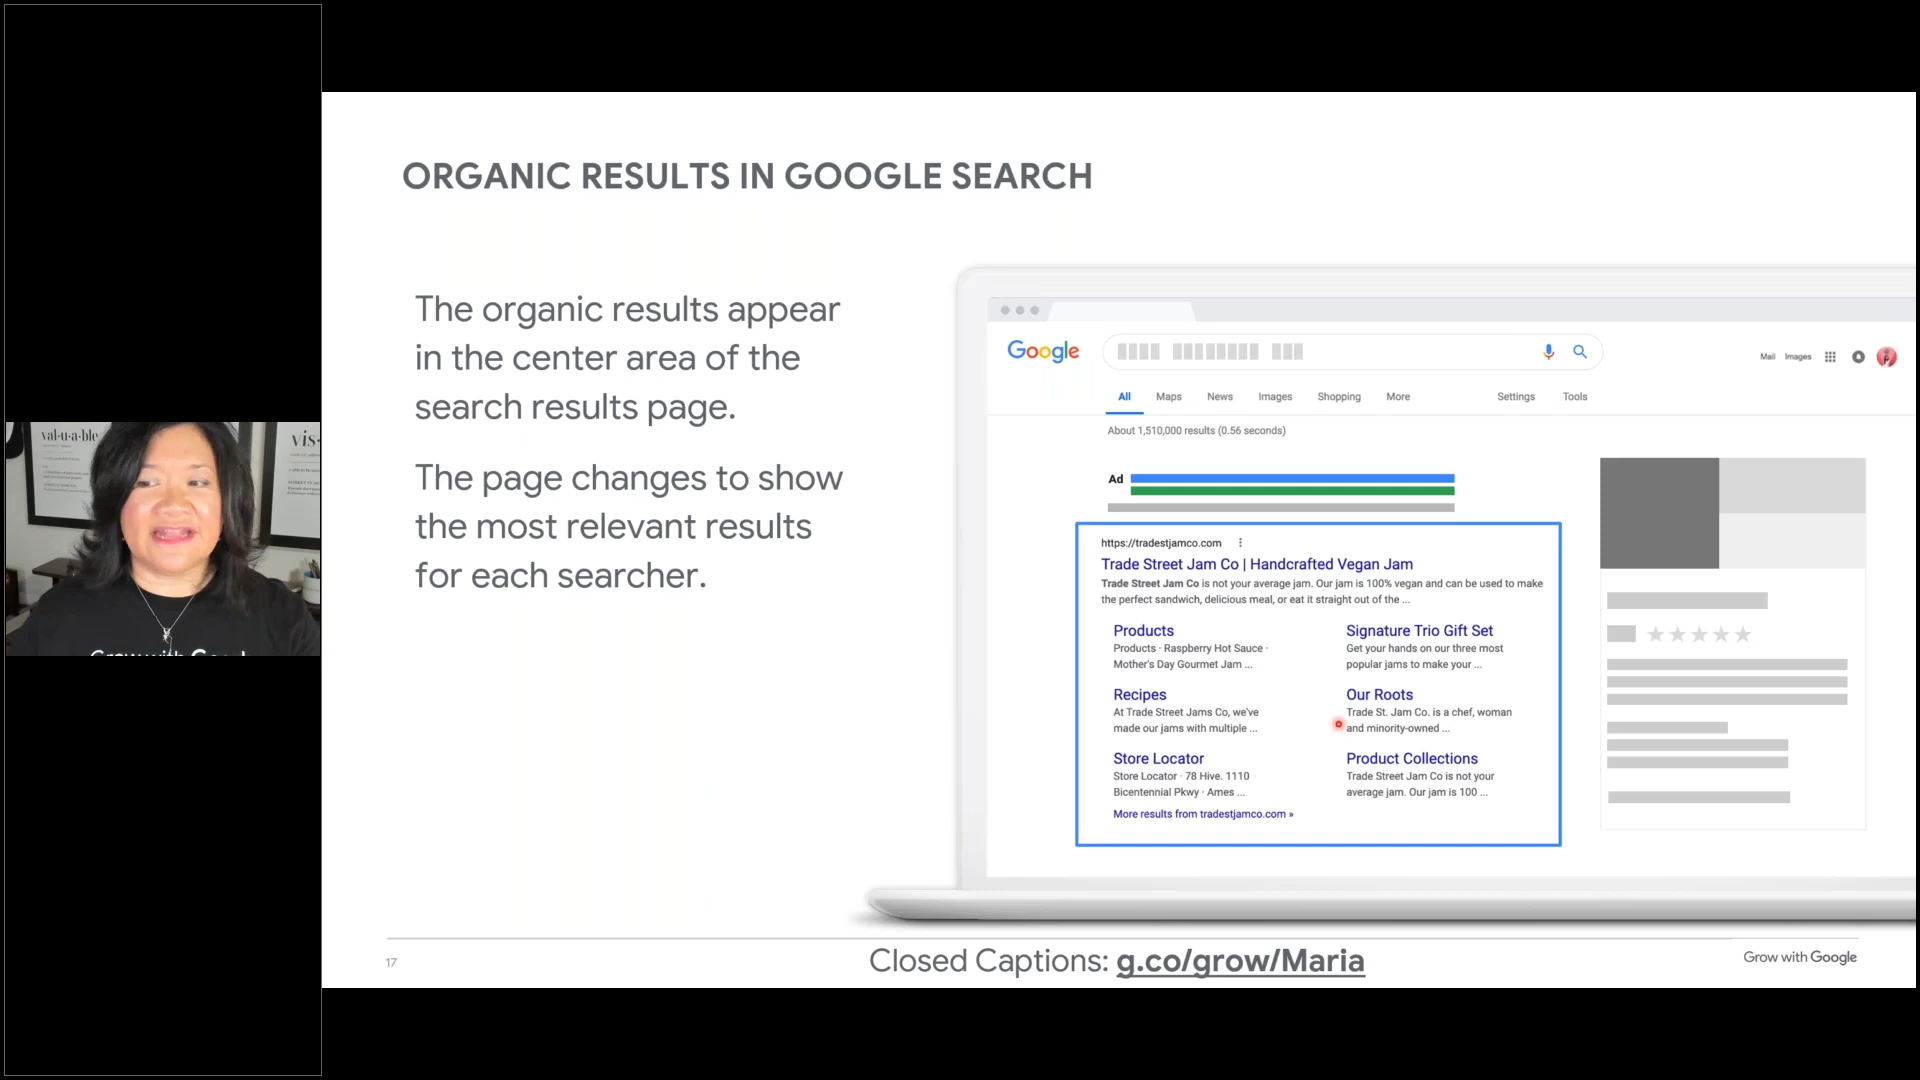 val·u·a·ble
vis-
Grow with Google
ORGANIC RESULTS IN GOOGLE SEARCH
The organic results appear
in the center area of the
search results page.
The page changes to show
the most relevant results
for each searcher.
Google
Mail Images
All Maps News Images Shopping More Settings Tools
About 1,510,000 results (0.56 seconds)
Ad
https://tradestjamco.com
Trade Street Jam Co | Handcrafted Vegan Jam
Trade Street Jam Co is not your average jam. Our jam is 100% vegan and can be used to make
the perfect sandwich, delicious meal, or eat it straight out of the ...
Products
Products · Raspberry Hot Sauce ·
Mother's Day Gourmet Jam ...
Signature Trio Gift Set
Get your hands on our three most
popular jams to make your ...
Recipes
At Trade Street Jams Co, we've
made our jams with multiple ...
Our Roots
Trade St. Jam Co. is a chef, woman
and minority-owned ...
Store Locator
Store Locator · 78 Hive. 1110
Bicentennial Pkwy · Ames ...
Product Collections
Trade Street Jam Co is not your
average jam. Our jam is 100 ...
More results from tradestjamco.com »
17
Closed Captions: g.co/grow/Maria
Grow with Google